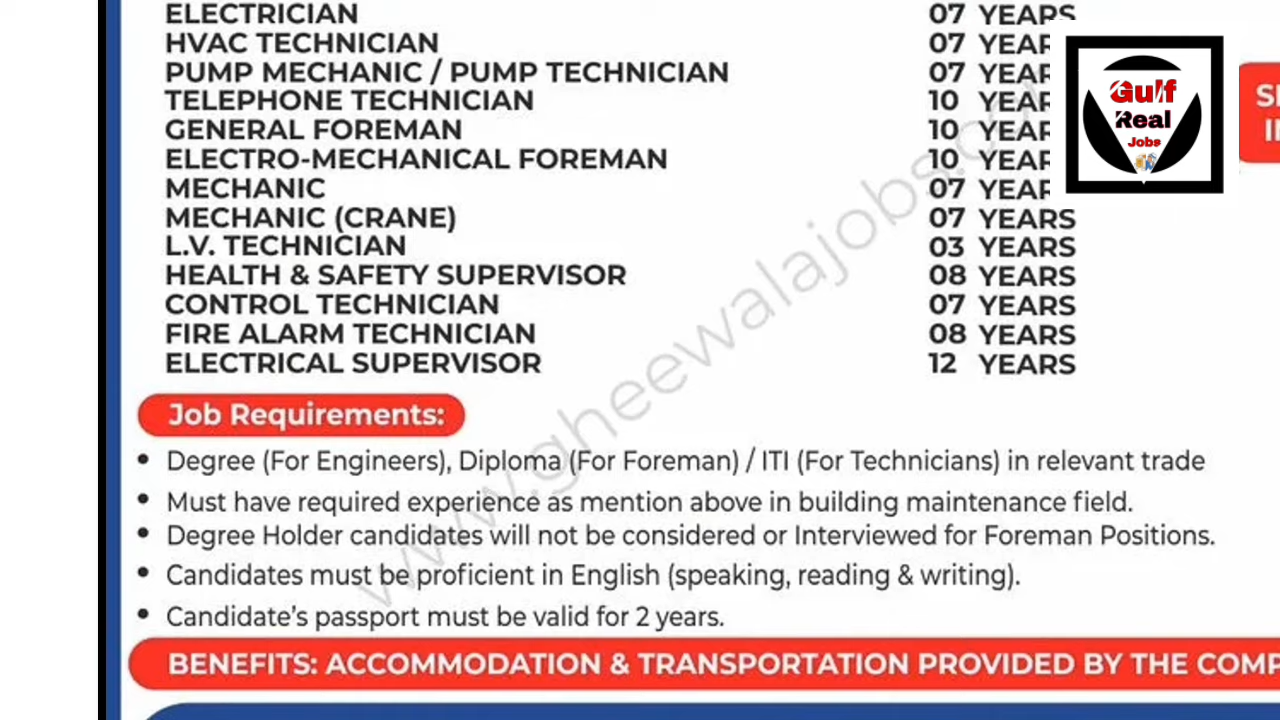 ELECTRICIAN 07 YEARS
HVAC TECHNICIAN 07
PUMP MECHANIC / PUMP TECHNICIAN 07
TELEPHONE TECHNICIAN 10
GENERAL FOREMAN 10
ELECTRO-MECHANICAL FOREMAN 10
MECHANIC 07
MECHANIC (CRANE) 07 YEARS
L.V. TECHNICIAN 03 YEARS
HEALTH & SAFETY SUPERVISOR 08 YEARS
CONTROL TECHNICIAN 07 YEARS
FIRE ALARM TECHNICIAN 08 YEARS
ELECTRICAL SUPERVISOR 12 YEARS
Gulf
Real
Jobs
Job Requirements:
• Degree (For Engineers), Diploma (For Foreman) / ITI (For Technicians) in relevant trade
• Must have required experience as mention above in building maintenance field.
• Degree Holder candidates will not be considered or Interviewed for Foreman Positions.
• Candidates must be proficient in English (speaking, reading & writing).
• Candidate's passport must be valid for 2 years.
BENEFITS: ACCOMMODATION & TRANSPORTATION PROVIDED BY THE COMP
www.gheewalajobs.co